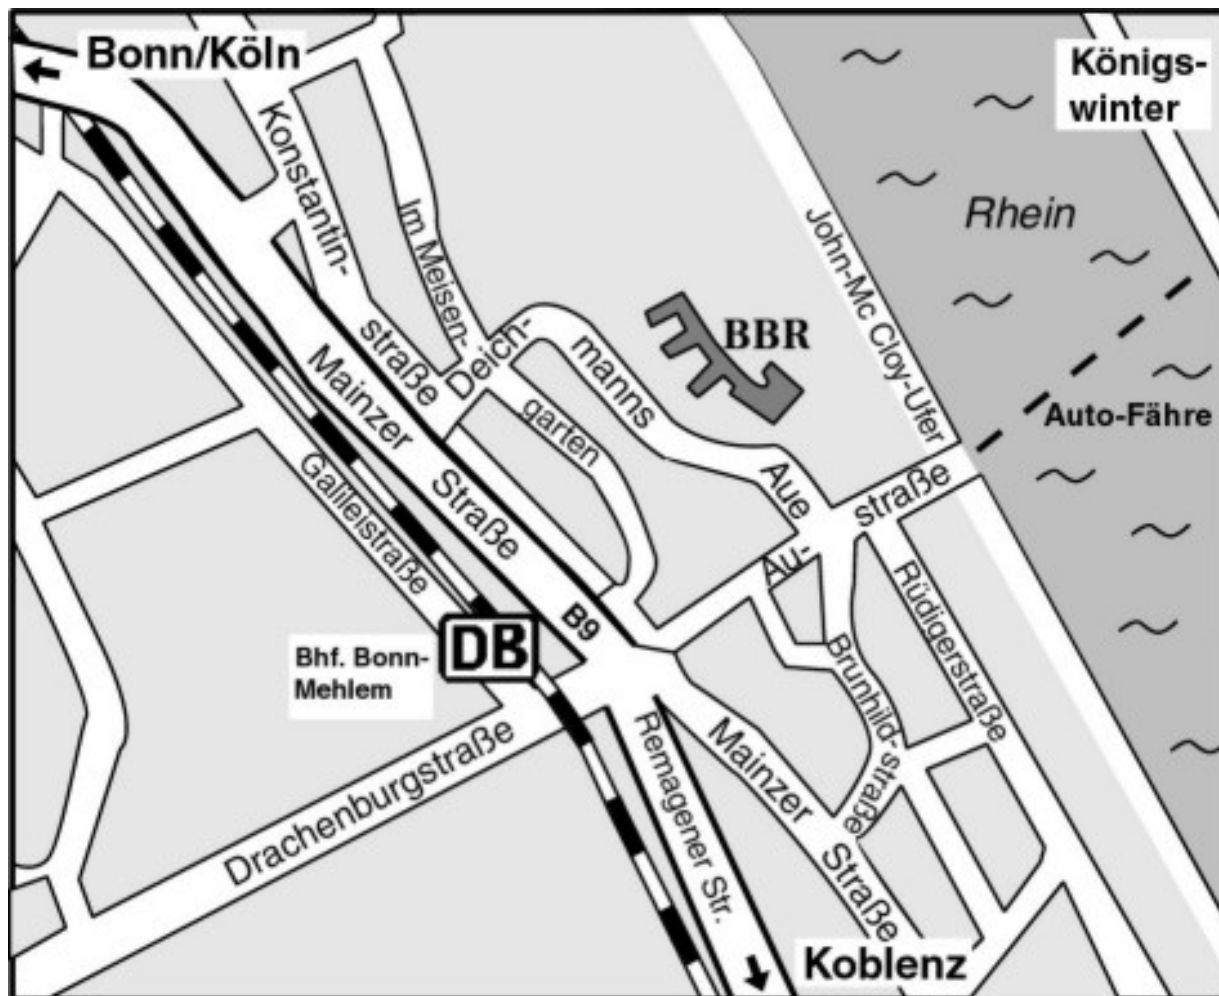 Bonn/Köln
Königs-
winter
Konstantin-
straße
Im Meisen-
garten
Rhein
John-Mc Cloy-Ufer
BBR
Deich-
manns
Aue
Auto-Fähre
Mainzer
Straße
B9
Galileistraße
Au-
straße
Rüdigerstraße
Brunhild-
straße
DB
Bhf. Bonn-
Mehlem
Drachenburgstraße
Remagener Str.
Mainzer
Straße
Koblenz